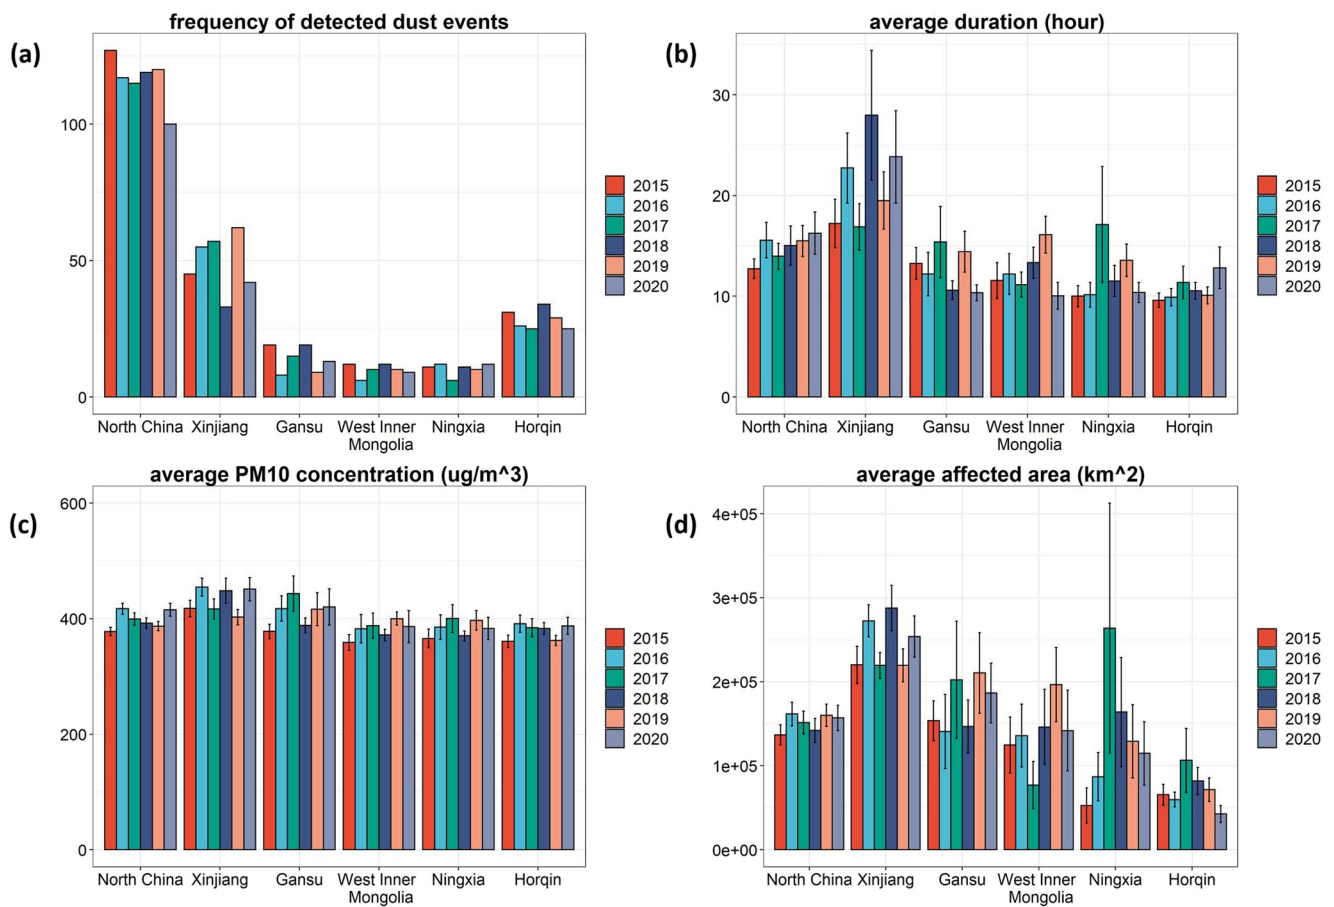 (a)
frequency of detected dust events
100
50
0
North China Xinjiang Gansu West Inner Ningxia Horqin
Mongolia
2015
2016
2017
2018
2019
2020
(b)
average duration (hour)
30
20
10
0
North China Xinjiang Gansu West Inner Ningxia Horqin
Mongolia
2015
2016
2017
2018
2019
2020
(c)
average PM10 concentration (ug/m^3)
600
400
200
0
North China Xinjiang Gansu West Inner Ningxia Horqin
Mongolia
2015
2016
2017
2018
2019
2020
(d)
average affected area (km^2)
4e+05
3e+05
2e+05
1e+05
0e+00
North China Xinjiang Gansu West Inner Ningxia Horqin
Mongolia
2015
2016
2017
2018
2019
2020